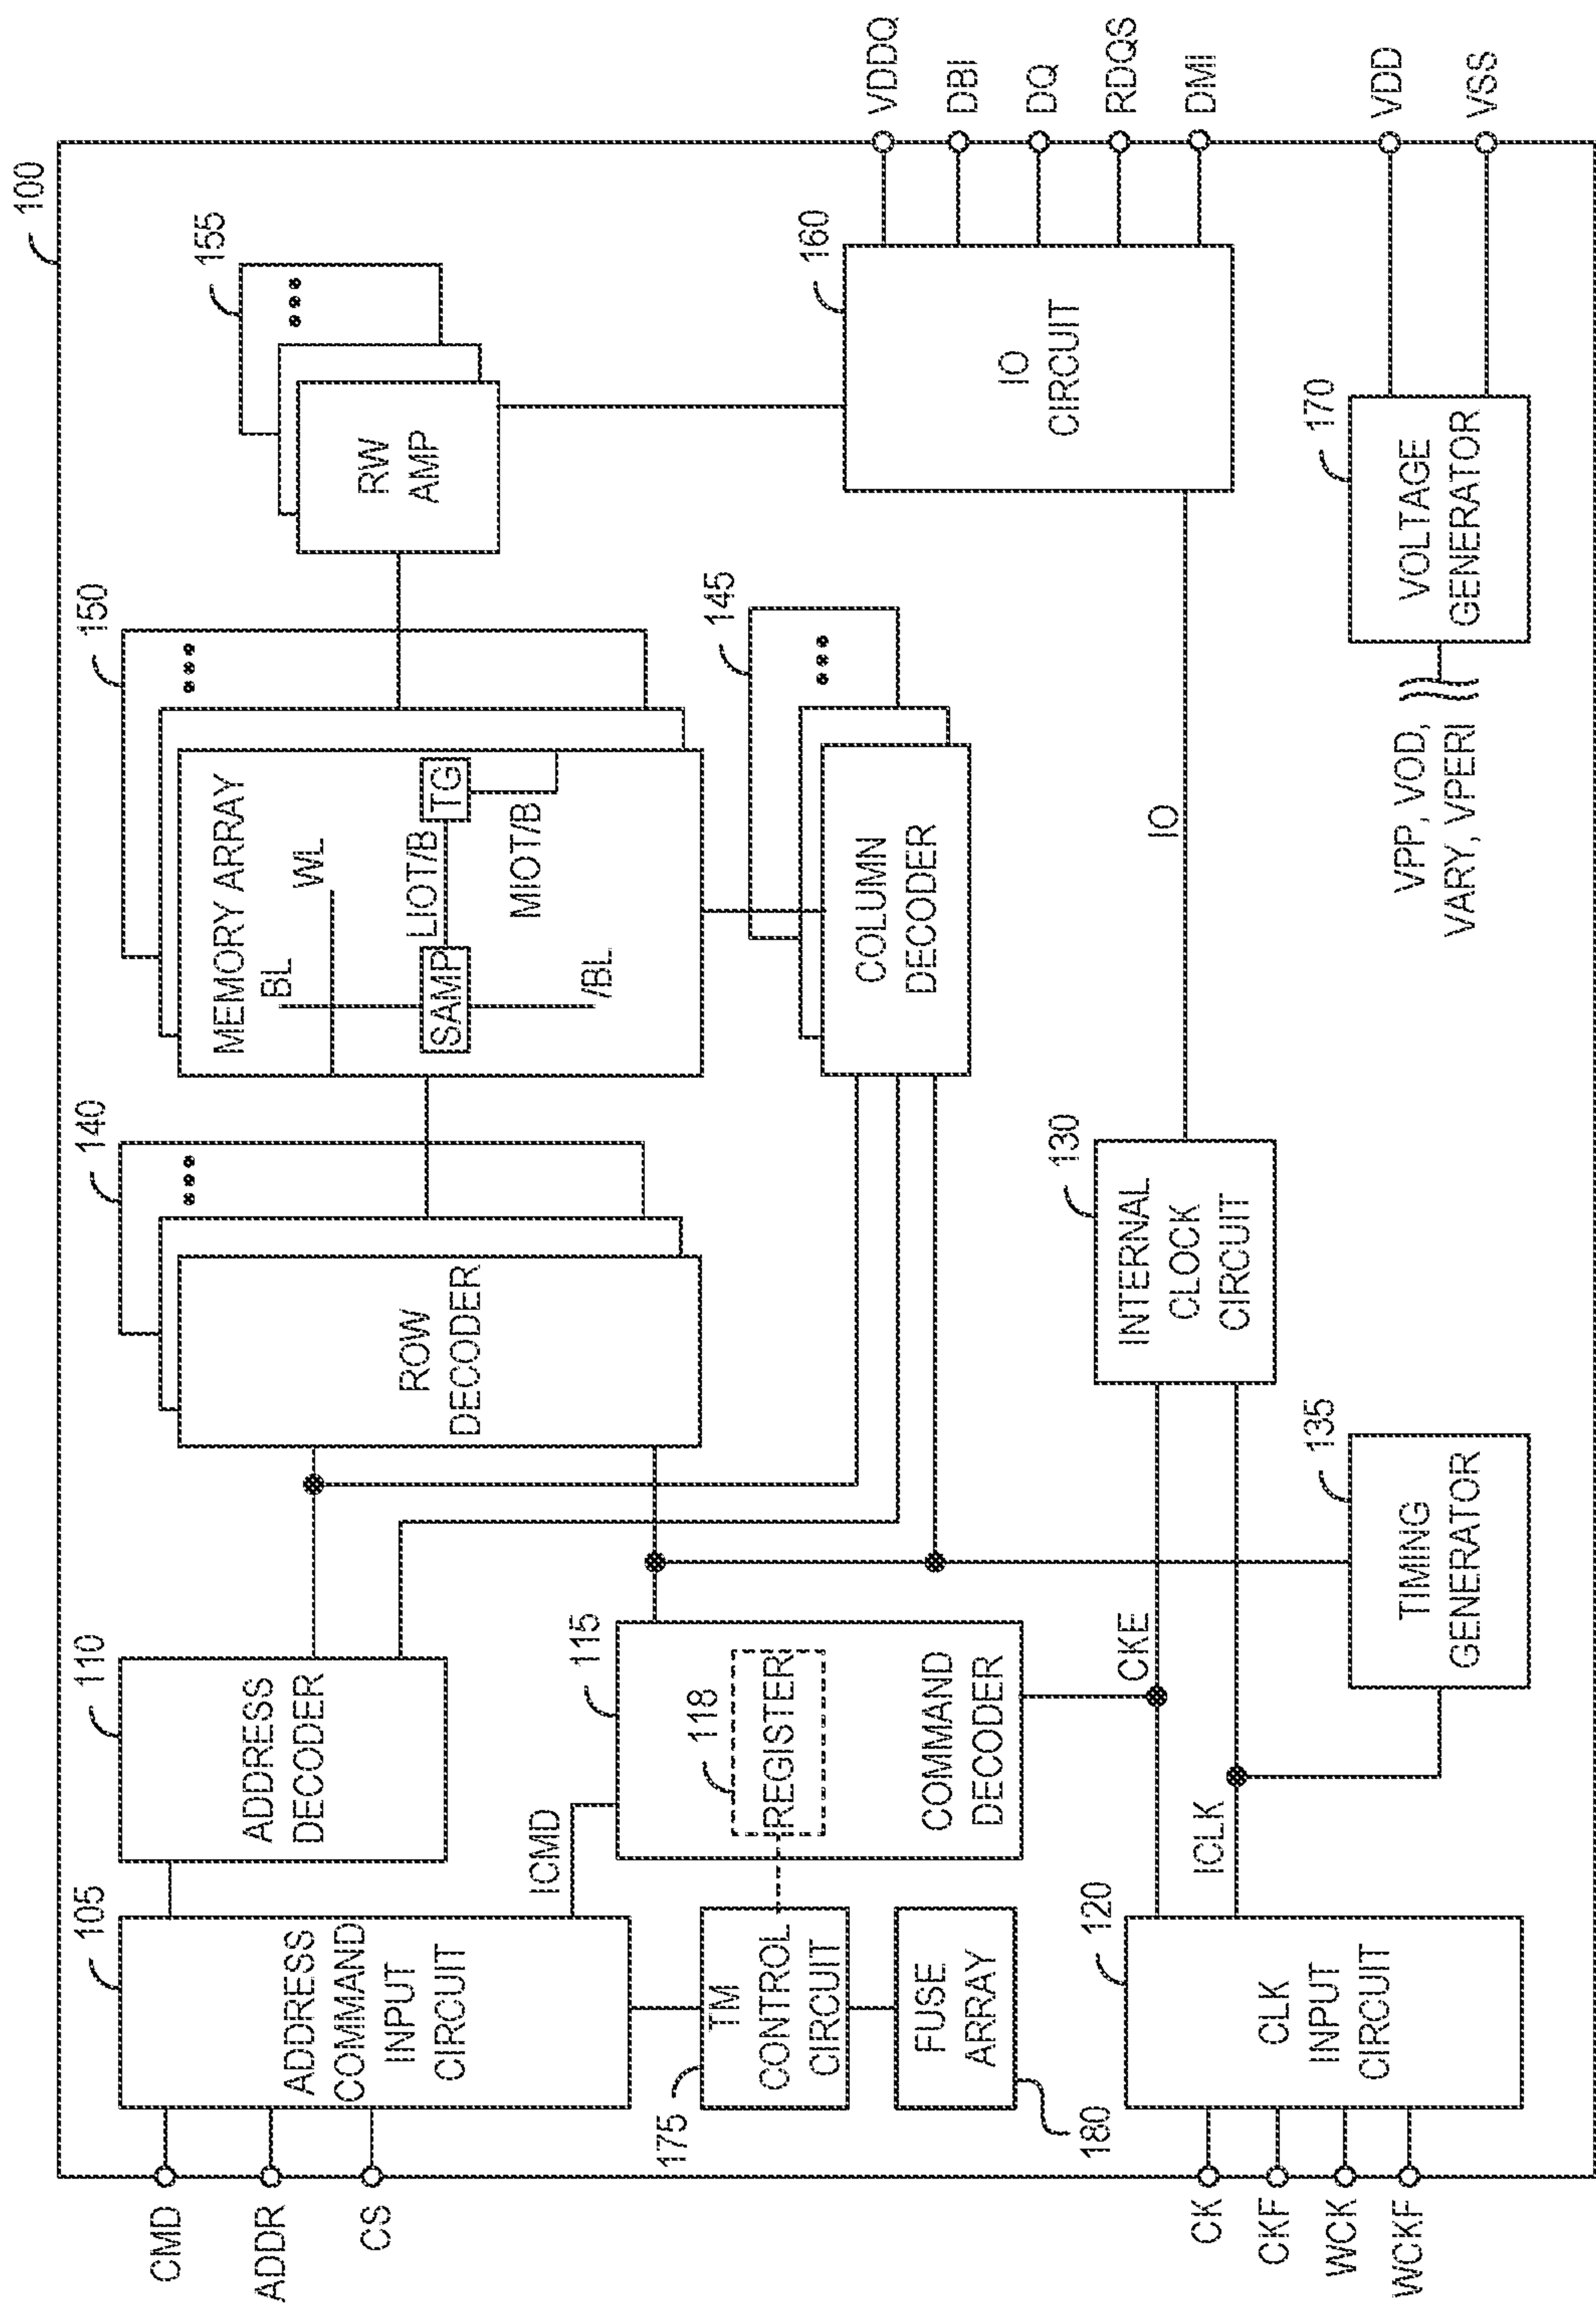 100
CMD
ADDR
CS
105
ADDRESS
COMMAND
INPUT
CIRCUIT
110
ADDRESS
DECODER
ICMD
115
118
REGISTER
COMMAND
DECODER
175
TM
CONTROL
CIRCUIT
FUSE
ARRAY
180
140
ROW
DECODER
150
MEMORY ARRAY
BL
WL
SAMP
LIOT/B
TG
MIOT/B
/BL
145
COLUMN
DECODER
155
RW
AMP
160
IO
CIRCUIT
VDDQ
DBI
DQ
RDQS
DMI
VDD
VSS
CK
CKF
WCK
WCKF
120
CLK
INPUT
CIRCUIT
CKE
ICLK
130
INTERNAL
CLOCK
CIRCUIT
IO
135
TIMING
GENERATOR
170
VOLTAGE
GENERATOR
VPP, VOD,
VARY, VPERI